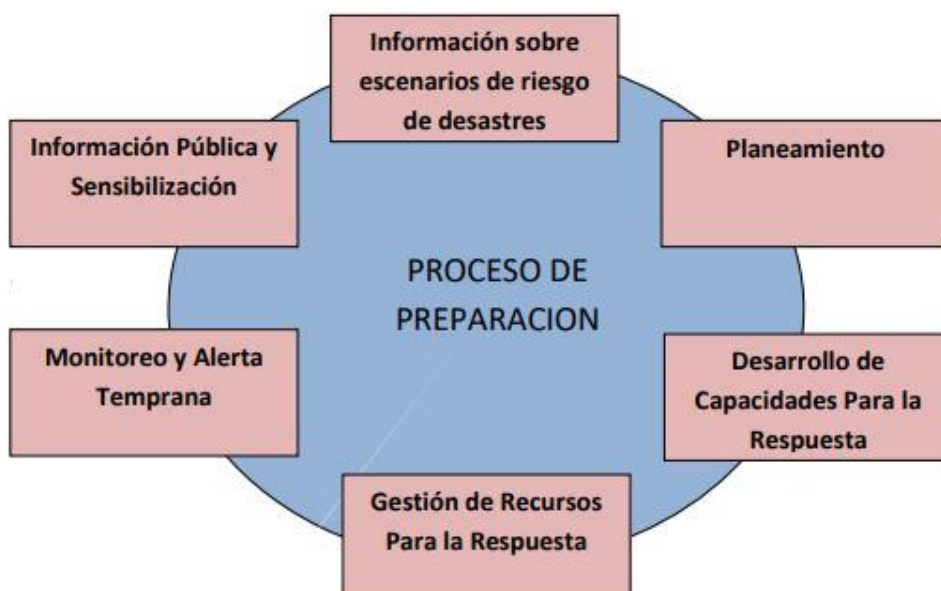 Información sobre
escenarios de riesgo
de desastres
Información Pública y
Sensibilización
Planeamiento
PROCESO DE
PREPARACION
Monitoreo y Alerta
Temprana
Desarrollo de
Capacidades Para la
Respuesta
Gestión de Recursos
Para la Respuesta